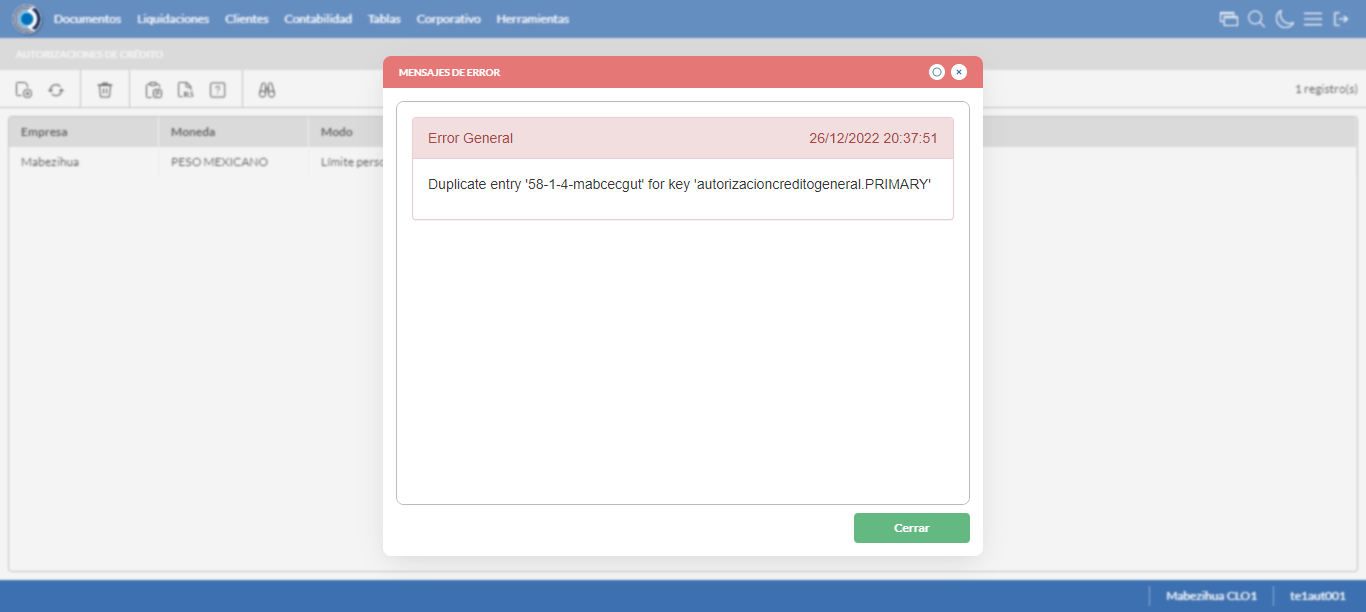 Documentos Liquidaciones Clientes Contabilidad Tablas Corporativo Herramientas
AUTORIZACIONES DE CRÉDITO
MENSAJES DE ERROR
1 registro(s)
Empresa Moneda Modo
Mabezihua PESO MEXICANO Límite perso
Error General 26/12/2022 20:37:51
Duplicate entry '58-1-4-mabcecgut' for key 'autorizacioncreditogeneral.PRIMARY'
Cerrar
Mabezihua CLO1 te1aut001